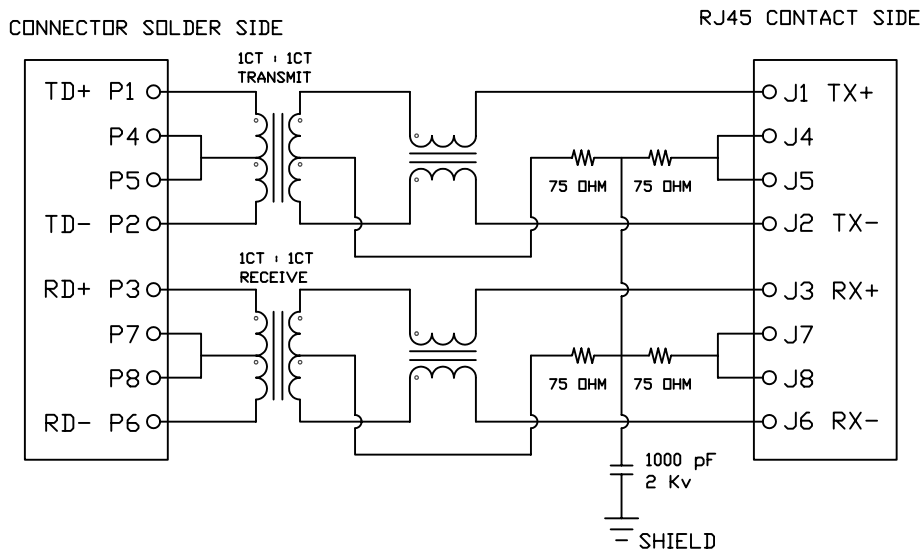 CONNECTOR SOLDER SIDE
RJ45 CONTACT SIDE
1CT : 1CT
TRANSMIT
TD+ P1
P4
P5
TD- P2
J1 TX+
J4
J5
J2 TX-
75 OHM
75 OHM
1CT : 1CT
RECEIVE
RD+ P3
P7
P8
RD- P6
J3 RX+
J7
J8
J6 RX-
75 OHM
75 OHM
1000 pF
2 Kv
SHIELD